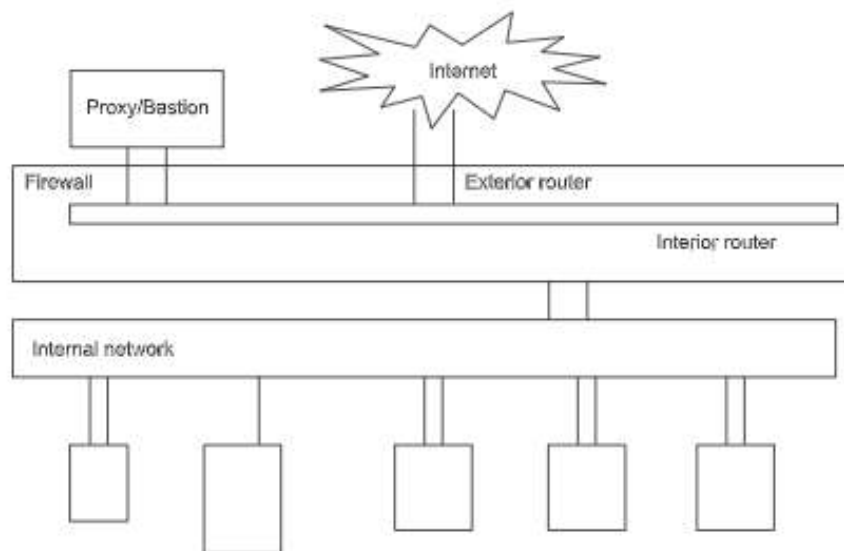 Internet
Proxy/Bastion
Firewall
Exterior router
Interior router
Internal network